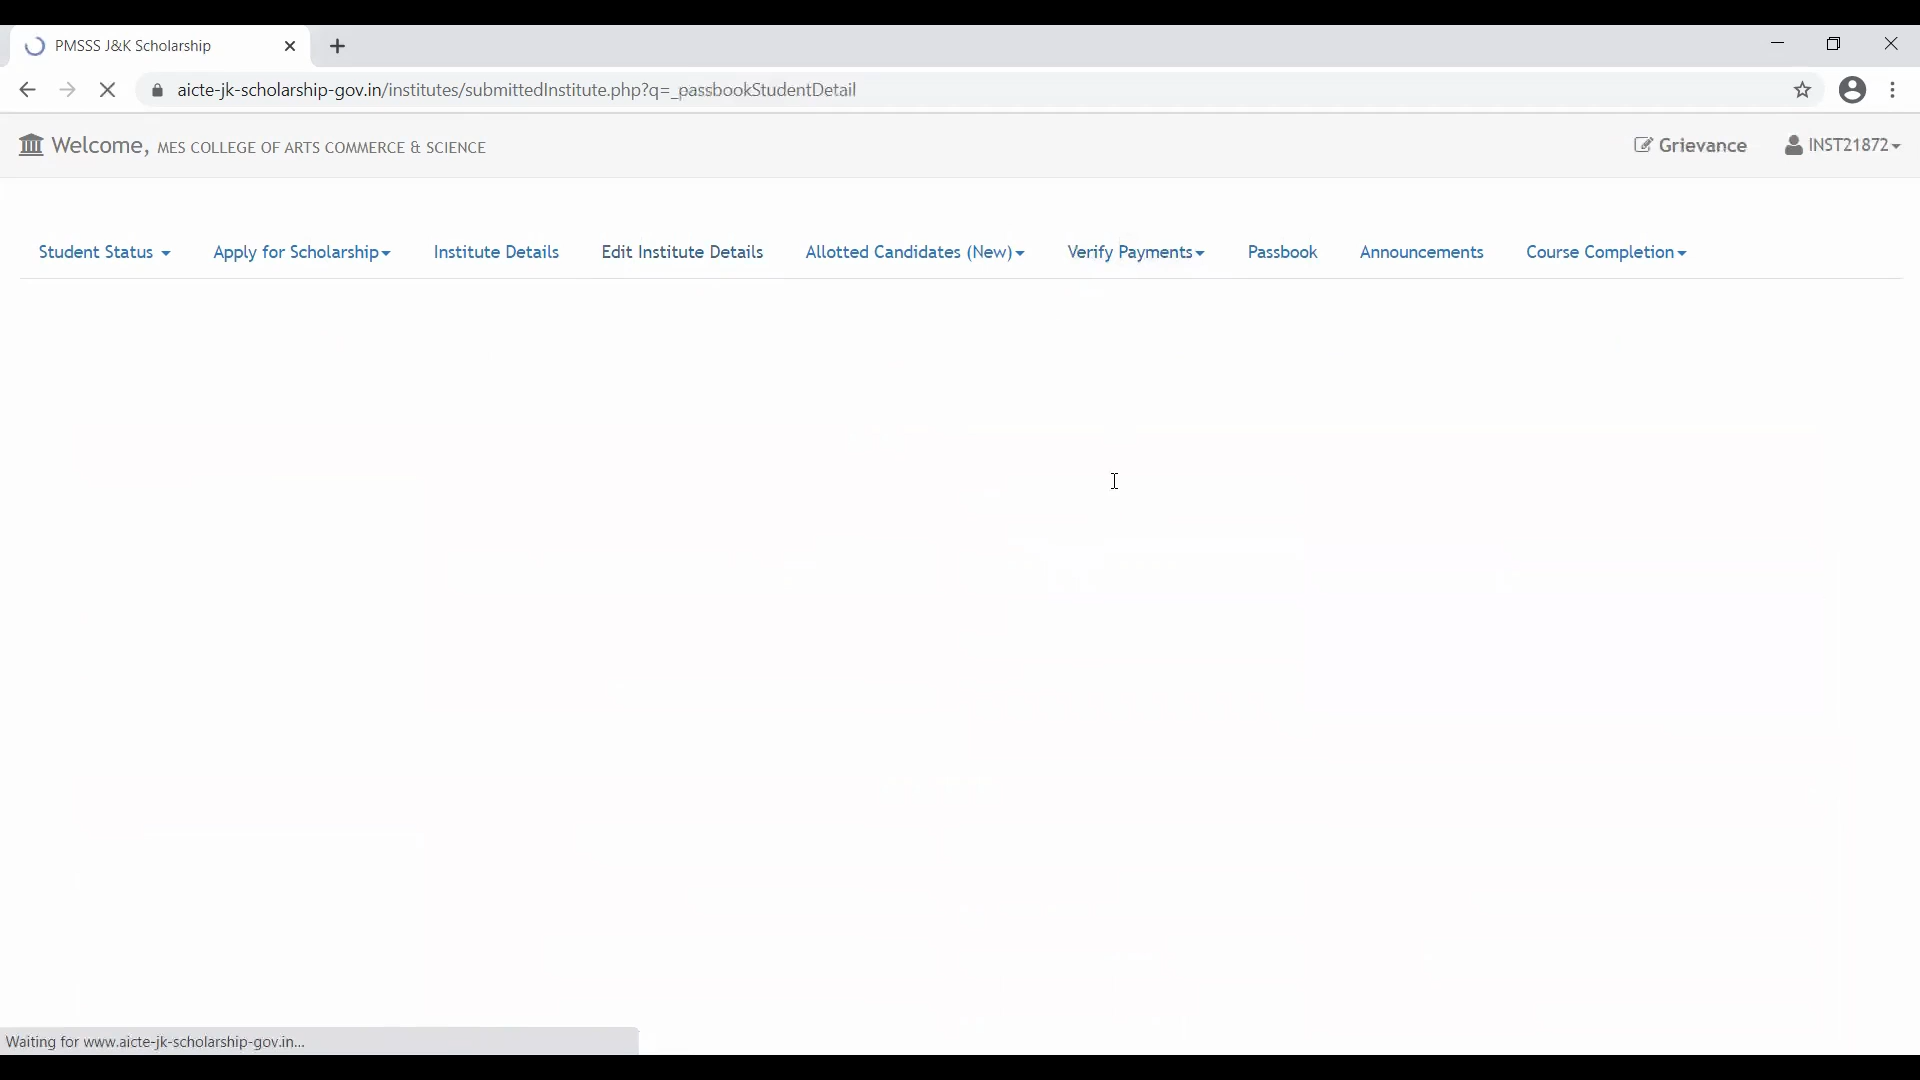 PMSSS J&K Scholarship
aicte-jk-scholarship-gov.in/institutes/submittedInstitute.php?q=_passbookStudentDetail
Welcome, MES COLLEGE OF ARTS COMMERCE & SCIENCE
Grievance
INST21872
Student Status
Apply for Scholarship
Institute Details
Edit Institute Details
Allotted Candidates (New)
Verify Payments
Passbook
Announcements
Course Completion
Waiting for www.aicte-jk-scholarship-gov.in...